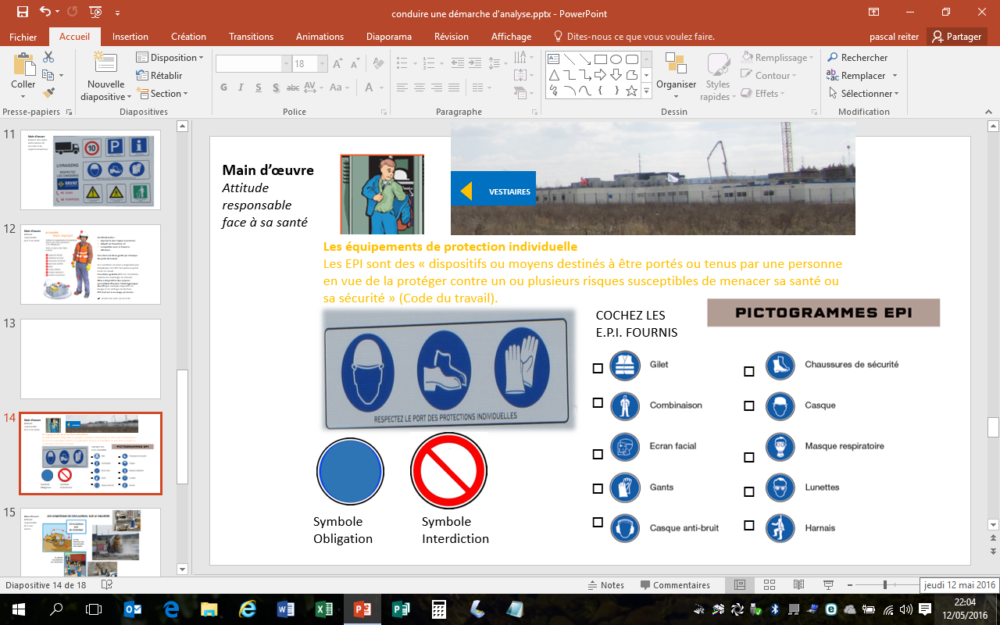 conduire une démarche d'analyse.pptx - PowerPoint
Fichier
Accueil
Insertion
Création
Transitions
Animations
Diaporama
Révision
Affichage
Dites-nous ce que vous voulez faire.
pascal reiter
Partager
Coller
Nouvelle
diapositive
Disposition
Rétablir
Section
18
G I S S abc AV Aa A
Organiser
Styles
rapides
Remplissage
Contour
Effets
Rechercher
Remplacer
Sélectionner
Presse-papiers
Diapositives
Police
Paragraphe
Dessin
Modification
11
LIVRAISONS
12
13
14
15
Main d'œuvre
Attitude
responsable
face à sa santé
VESTIAIRES
Les équipements de protection individuelle
Les EPI sont des « dispositifs ou moyens destinés à être portés ou tenus par une personne
en vue de la protéger contre un ou plusieurs risques susceptibles de menacer sa santé ou
sa sécurité » (Code du travail).
RESPECTEZ LE PORT DES PROTECTIONS INDIVIDUELLES
Symbole
Obligation
Symbole
Interdiction
COCHEZ LES
E.P.I. FOURNIS
PICTOGRAMMES EPI
Gilet
Chaussures de sécurité
Combinaison
Casque
Ecran facial
Masque respiratoire
Gants
Lunettes
Casque anti-bruit
Harnais
Diapositive 14 de 18
Notes
Commentaires
jeudi 12 mai 2016
22:04
12/05/2016